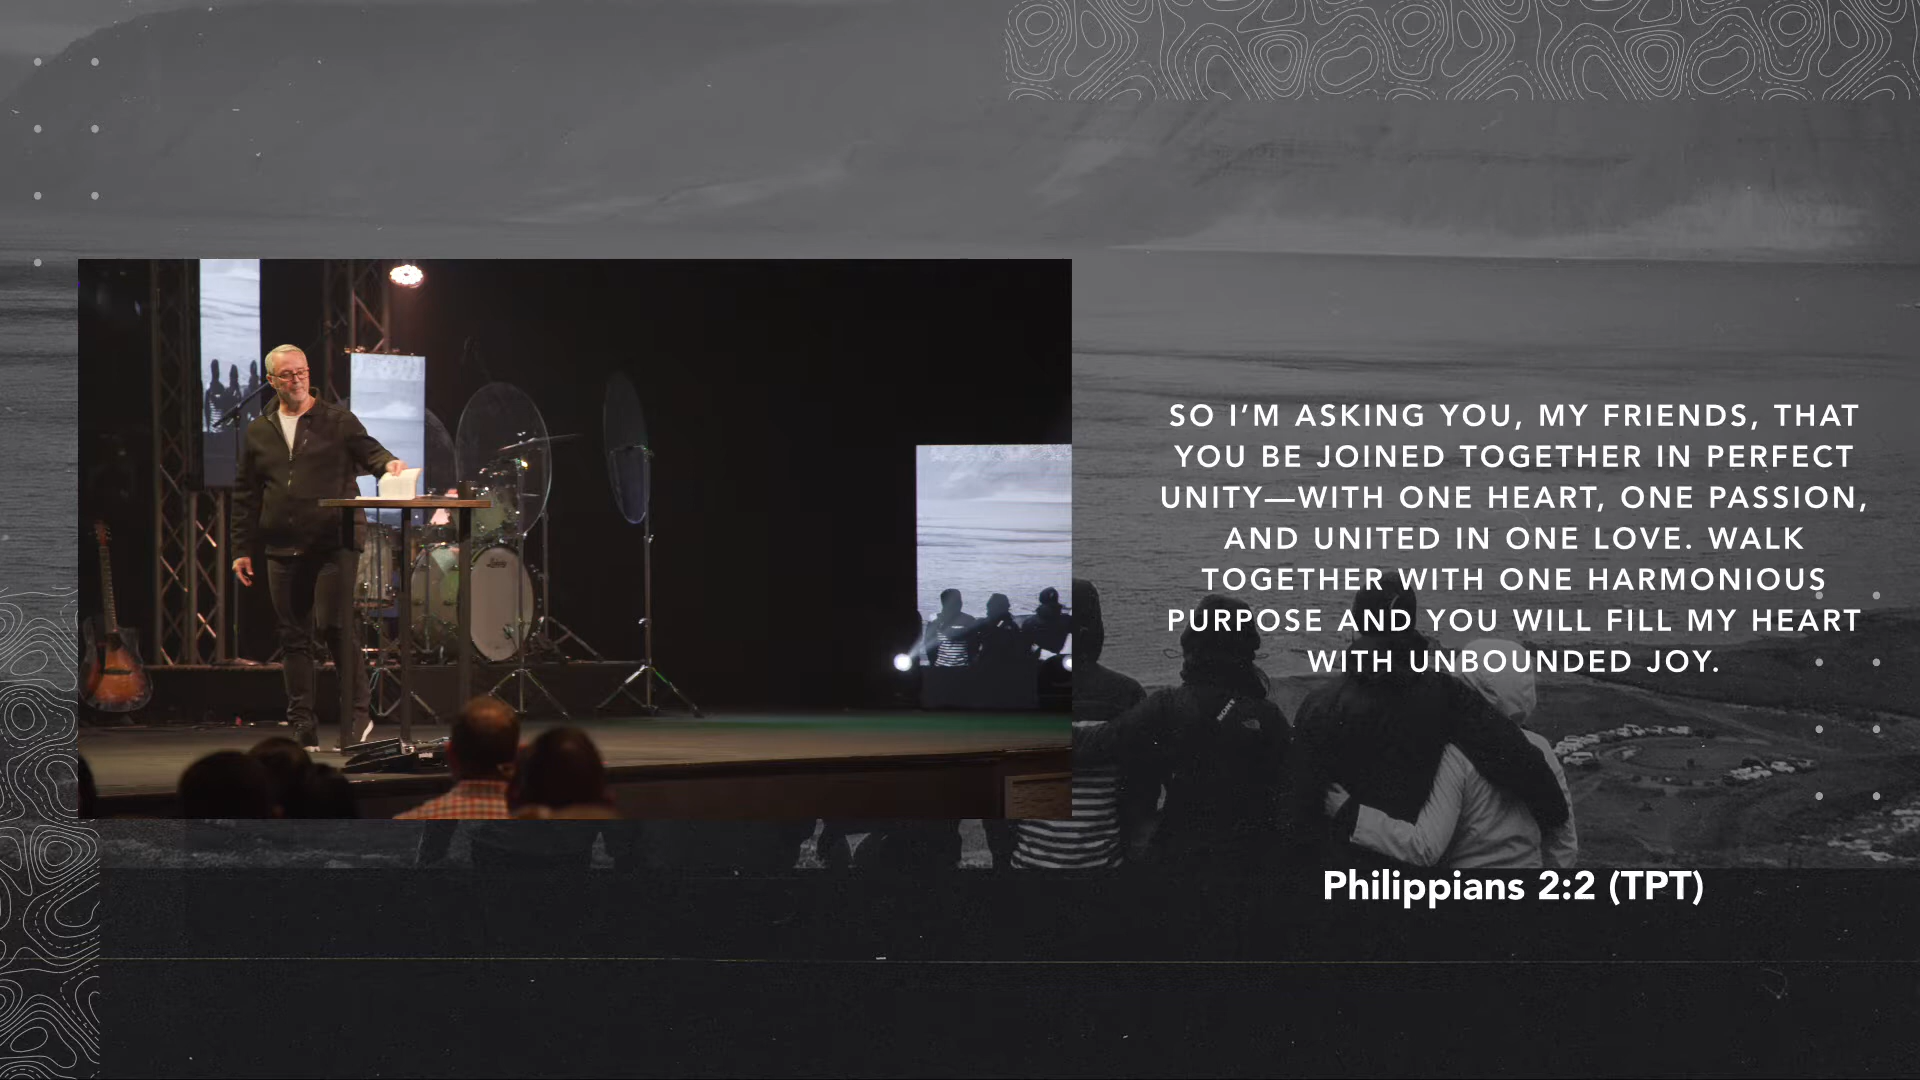 SO I’M ASKING YOU, MY FRIENDS, THAT
YOU BE JOINED TOGETHER IN PERFECT
UNITY—WITH ONE HEART, ONE PASSION,
AND UNITED IN ONE LOVE. WALK
TOGETHER WITH ONE HARMONIOUS
PURPOSE AND YOU WILL FILL MY HEART
WITH UNBOUNDED JOY.
SONY
Philippians 2:2 (TPT)